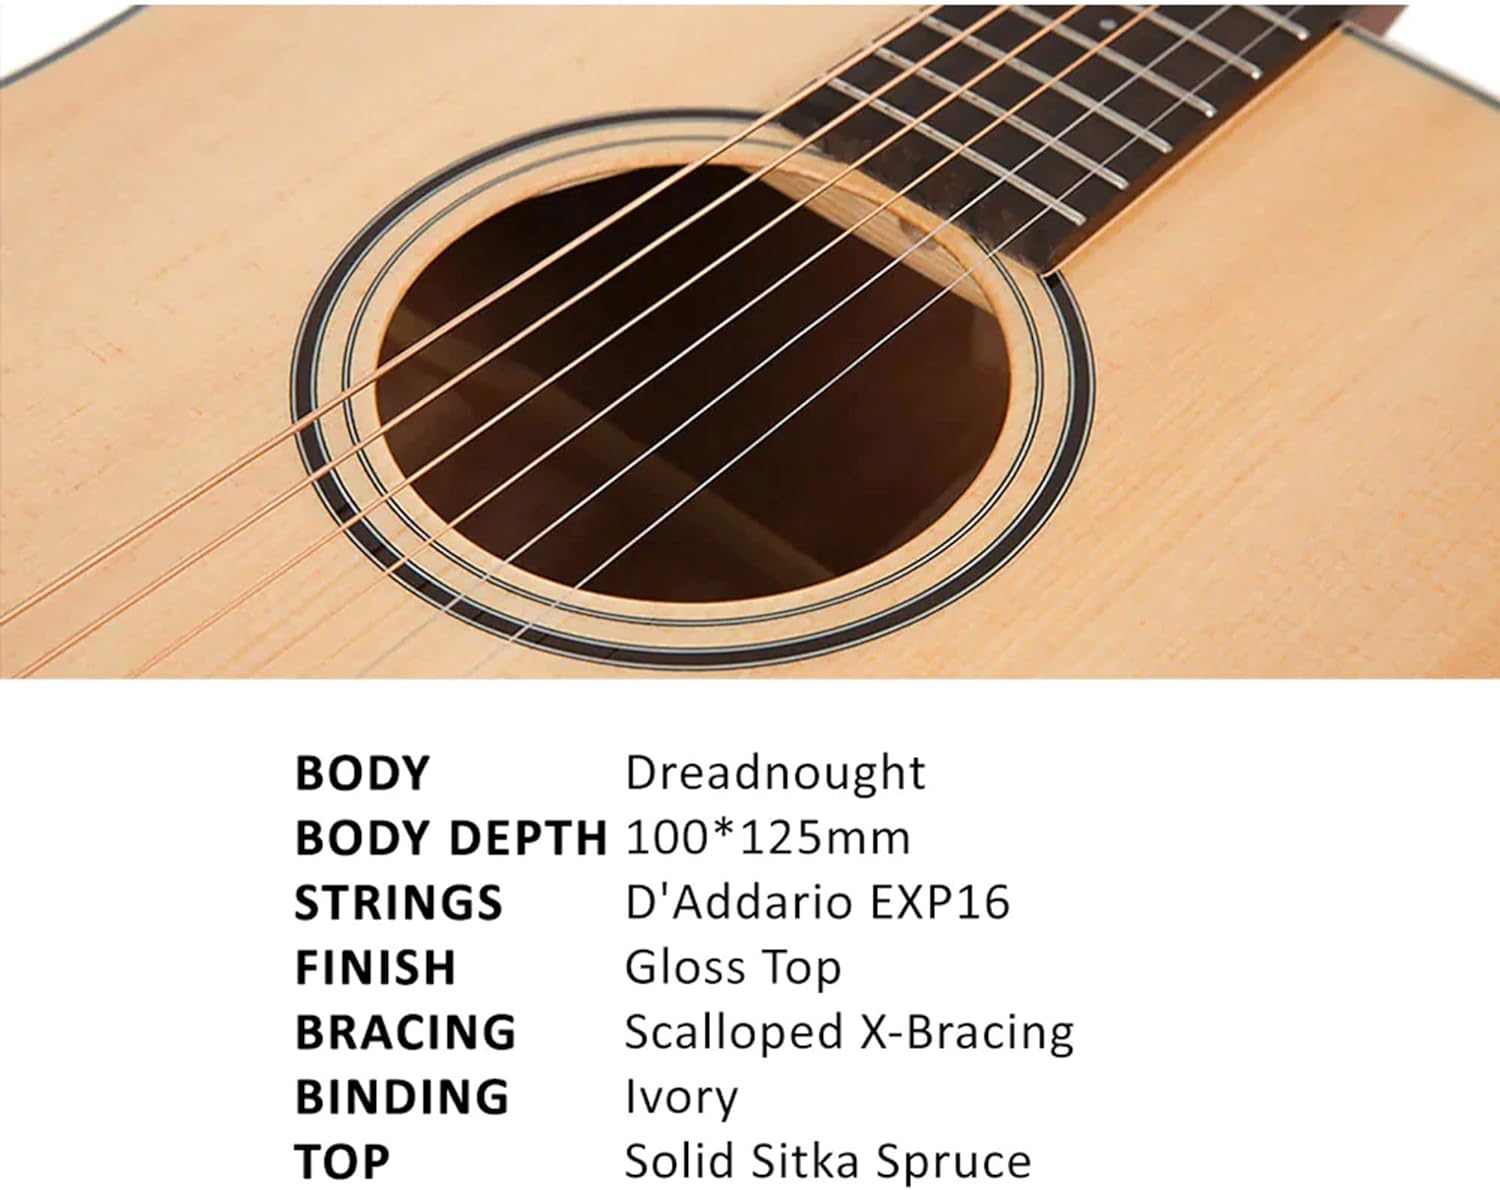 BODY Dreadnought
BODY DEPTH 100*125mm
STRINGS D'Addario EXP16
FINISH Gloss Top
BRACING Scalloped X-Bracing
BINDING Ivory
TOP Solid Sitka Spruce